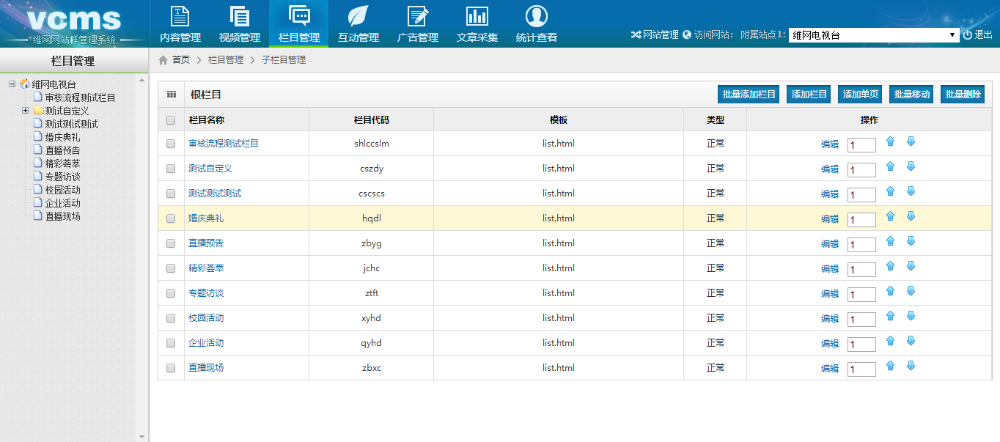 vcms
维网网站群管理系统
内容管理 视频管理 栏目管理 互动管理 广告管理 文章采集 统计查看
网站管理 访问网站: 附属站点1: 维网电视台 退出
栏目管理
首页 > 栏目管理 > 子栏目管理
维网电视台
审核流程测试栏目
测试自定义
测试测试测试
婚庆典礼
直播预告
精彩荟萃
专题访谈
校园活动
企业活动
直播现场
根栏目 批量添加栏目 添加栏目 添加单页 批量移动 批量删除
栏目名称 栏目代码 模板 类型 操作
审核流程测试栏目 shlccslm list.html 正常 编辑 1
测试自定义 cszdy list.html 正常 编辑 1
测试测试测试 cscscs list.html 正常 编辑 1
婚庆典礼 hqdl list.html 正常 编辑 1
直播预告 zbyg list.html 正常 编辑 1
精彩荟萃 jchc list.html 正常 编辑 1
专题访谈 ztft list.html 正常 编辑 1
校园活动 xyhd list.html 正常 编辑 1
企业活动 qyhd list.html 正常 编辑 1
直播现场 zbxc list.html 正常 编辑 1